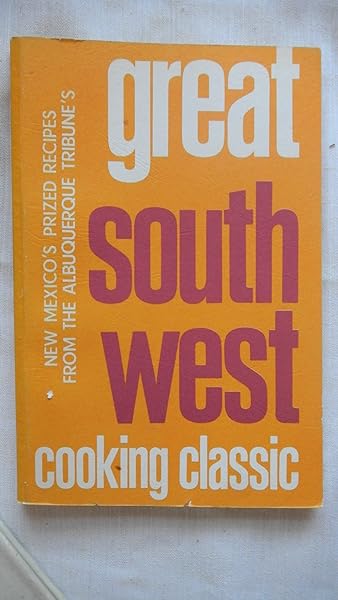 NEW MEXICO'S PRIZED RECIPES
FROM THE ALBUQUERQUE TRIBUNE'S
great
south
west
cooking classic